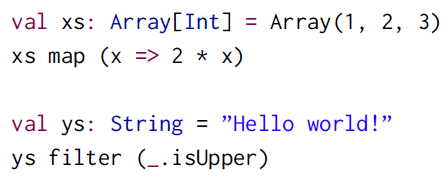 val xs: Array[Int] = Array(1, 2, 3)
xs map (x => 2 * x)
val ys: String = ”Hello world!”
ys filter (_.isUpper)